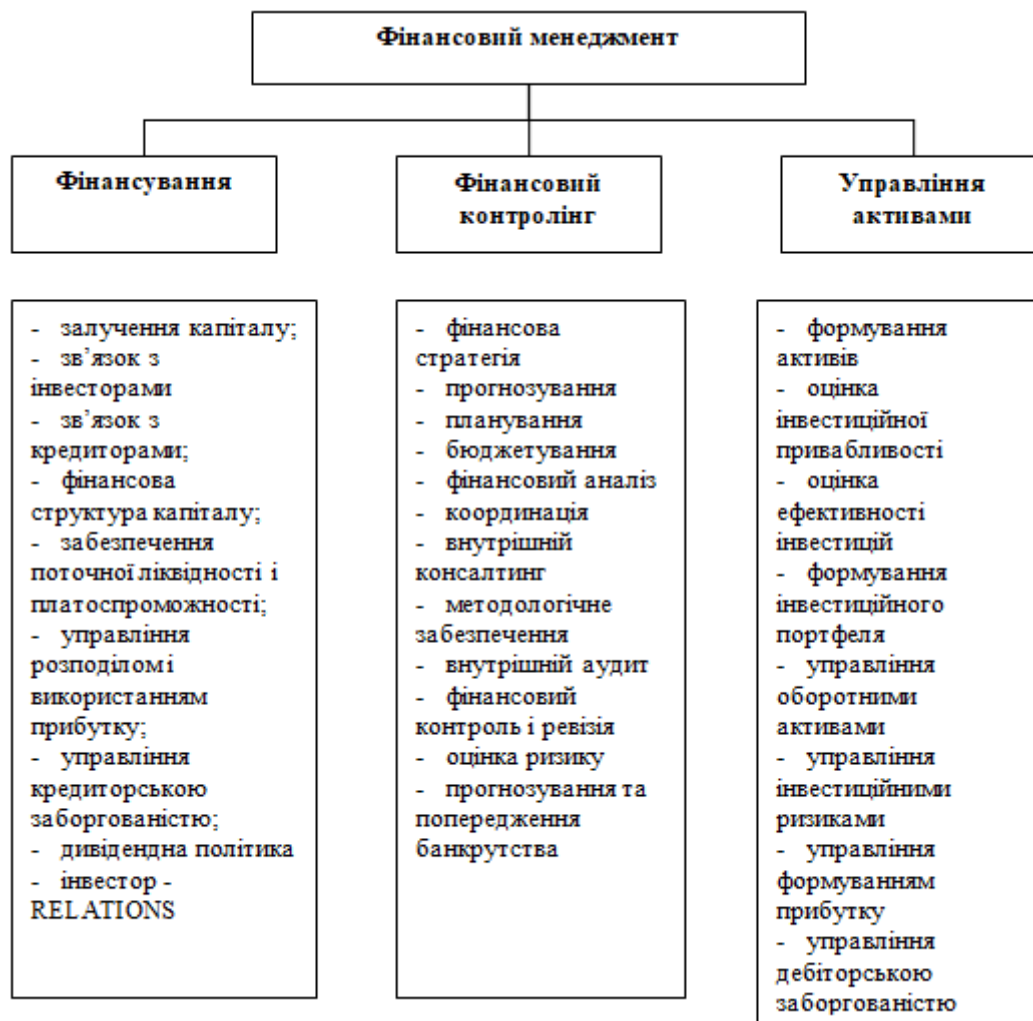 Фінансовий менеджмент
Фінансування
Фінансовий
контролінг
Управління
активами
- залучення капіталу;
- зв’язок з
інвесторами
- зв’язок з
кредиторами;
- фінансова
структура капіталу;
- забезпечення
поточної ліквідності і
платоспроможності;
- управління
розподілом і
використанням
прибутку;
- управління
кредиторською
заборгованістю;
- дивідендна політика
- інвестор -
RELATIONS
- фінансова
стратегія
- прогнозування
- планування
- бюджетування
- фінансовий аналіз
- координація
- внутрішній
консалтинг
- методологічне
забезпечення
- внутрішній аудит
- фінансовий
контроль і ревізія
- оцінка ризику
- прогнозування та
попередження
банкрутства
- формування
активів
- оцінка
інвестиційної
привабливості
- оцінка
ефективності
інвестицій
- формування
інвестиційного
портфеля
- управління
оборотними
активами
- управління
інвестиційними
ризиками
- управління
формуванням
прибутку
- управління
дебіторською
заборгованістю